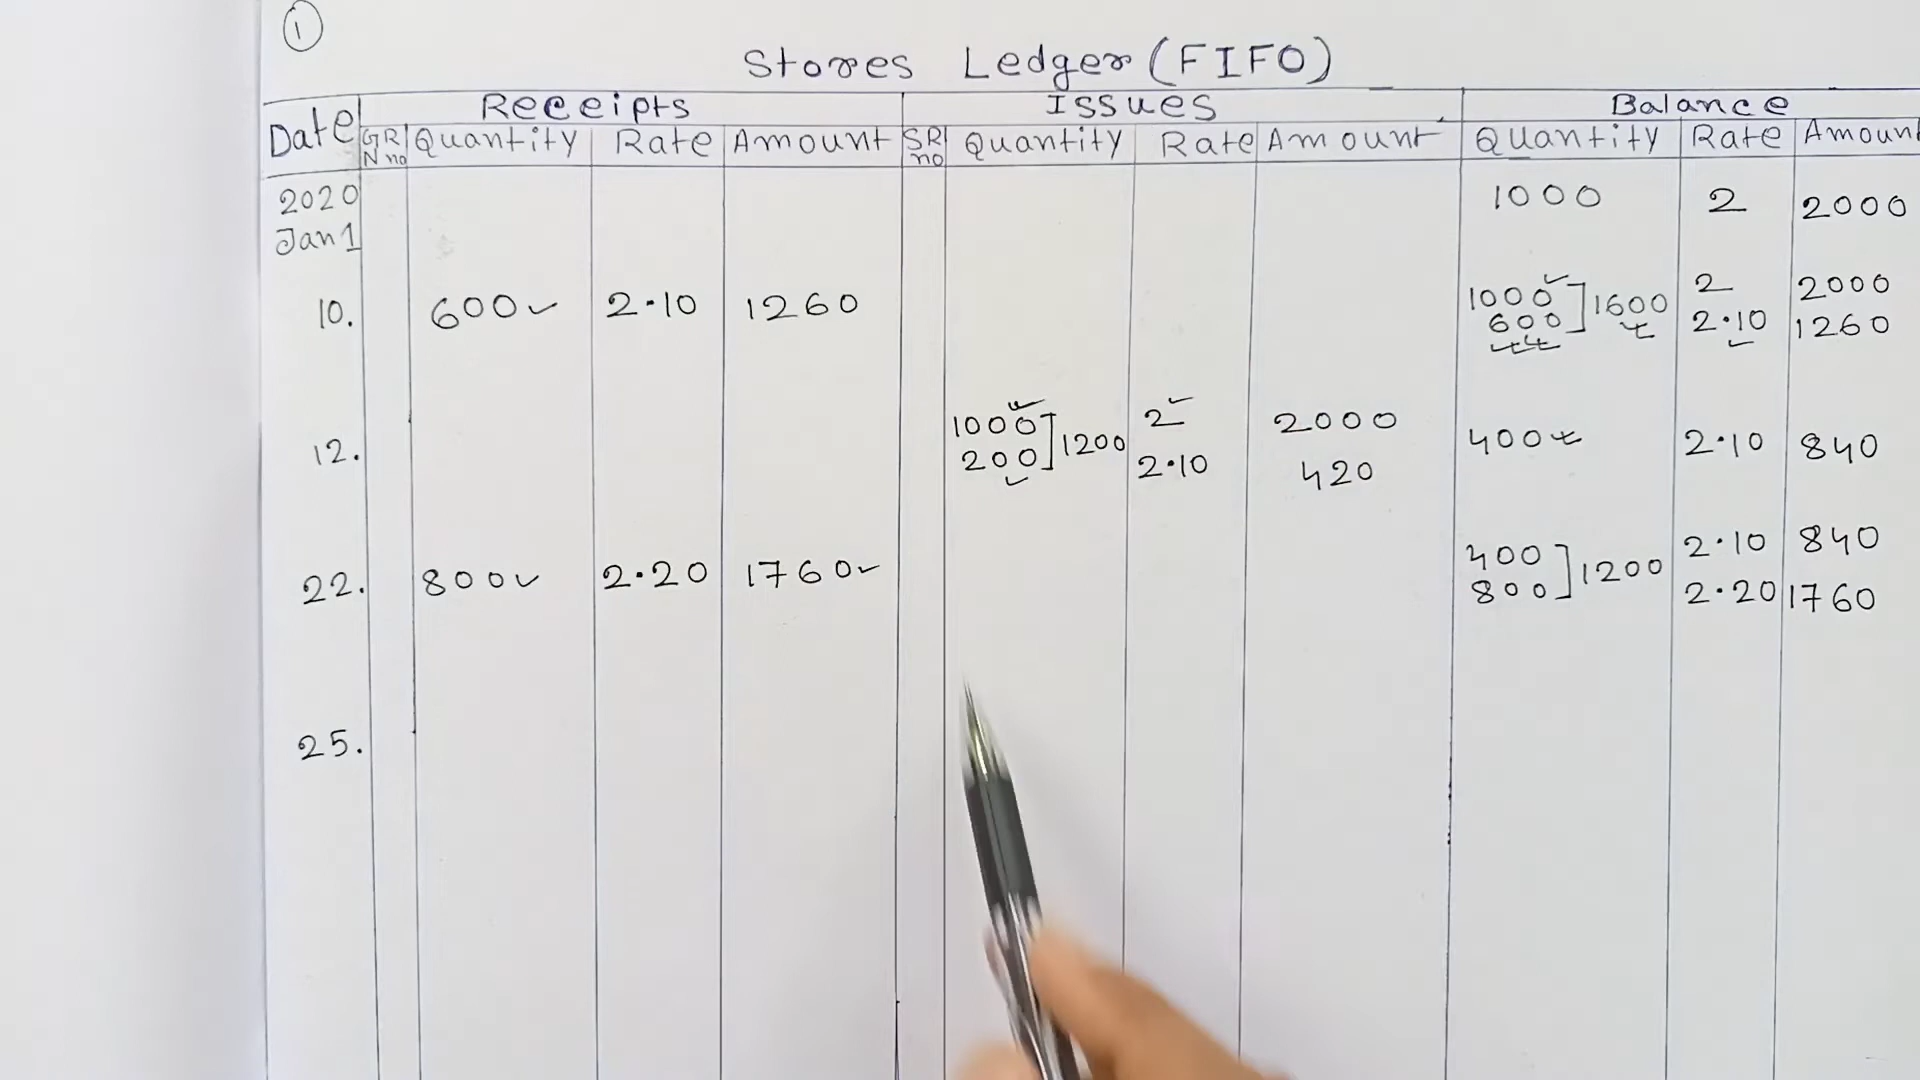 1
Stores Ledger (FIFO)
Receipts Issues Balance
Date GR N no Quantity Rate Amount SR no Quantity Rate Amount Quantity Rate Amount
2020 1000 2 2000
Jan 1
10. 600 2.10 1260 1000 ] 1600 2 2000
600 2.10 1260
12. 1000 ] 1200 2 2000 400 2.10 840
200 2.10 420
22. 800 2.20 1760 400 ] 1200 2.10 840
800 2.20 1760
25.